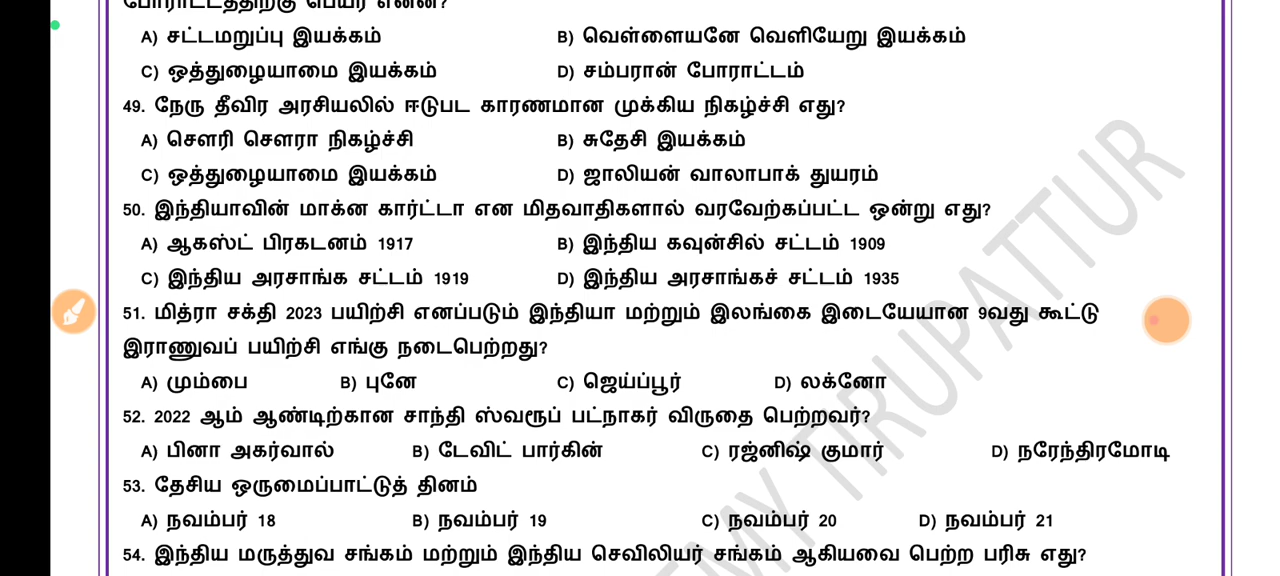 போராட்டத்திற்கு பெயர் என்ன?
A) சட்டமறுப்பு இயக்கம் B) வெள்ளையனே வெளியேறு இயக்கம்
C) ஒத்துழையாமை இயக்கம் D) சம்பரான் போராட்டம்
49. நேரு தீவிர அரசியலில் ஈடுபட காரணமான முக்கிய நிகழ்ச்சி எது?
A) சௌரி சௌரா நிகழ்ச்சி B) சுதேசி இயக்கம்
C) ஒத்துழையாமை இயக்கம் D) ஜாலியன் வாலாபாக் துயரம்
50. இந்தியாவின் மாக்ன கார்ட்டா என மிதவாதிகளால் வரவேற்கப்பட்ட ஒன்று எது?
A) ஆகஸ்ட் பிரகடனம் 1917 B) இந்திய கவுன்சில் சட்டம் 1909
C) இந்திய அரசாங்க சட்டம் 1919 D) இந்திய அரசாங்கச் சட்டம் 1935
51. மித்ரா சக்தி 2023 பயிற்சி எனப்படும் இந்தியா மற்றும் இலங்கை இடையேயான 9வது கூட்டு
இராணுவப் பயிற்சி எங்கு நடைபெற்றது?
A) மும்பை B) புனே C) ஜெய்ப்பூர் D) லக்னோ
52. 2022 ஆம் ஆண்டிற்கான சாந்தி ஸ்வரூப் பட்நாகர் விருதை பெற்றவர்?
A) பினா அகர்வால் B) டேவிட் பார்கின் C) ரஜ்னிஷ் குமார் D) நரேந்திரமோடி
53. தேசிய ஒருமைப்பாட்டுத் தினம்
A) நவம்பர் 18 B) நவம்பர் 19 C) நவம்பர் 20 D) நவம்பர் 21
54. இந்திய மருத்துவ சங்கம் மற்றும் இந்திய செவிலியர் சங்கம் ஆகியவை பெற்ற பரிசு எது?
EMY TIRUPATTUR